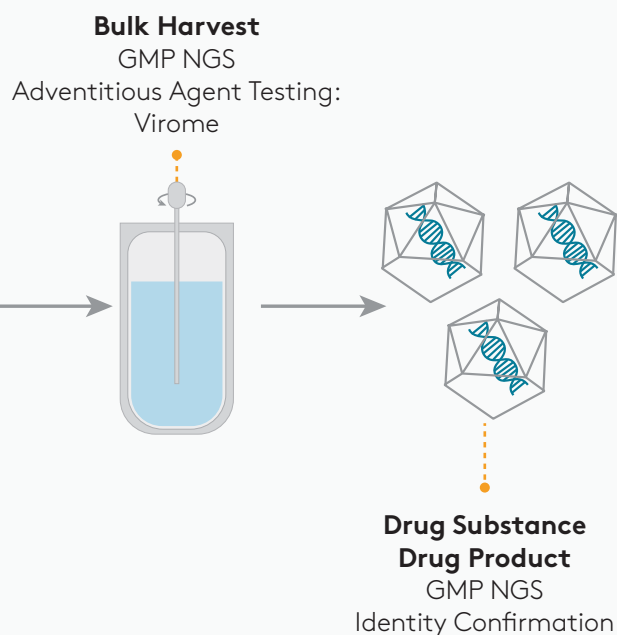 Bulk Harvest
GMP NGS
Adventitious Agent Testing:
Virome
Drug Substance
Drug Product
GMP NGS
Identity Confirmation